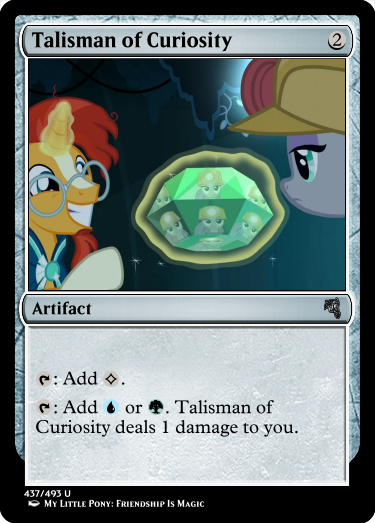 Talisman of Curiosity 2
Artifact
: Add .
: Add or . Talisman of
Curiosity deals 1 damage to you.
437/493 U
My Little Pony: Friendship Is Magic